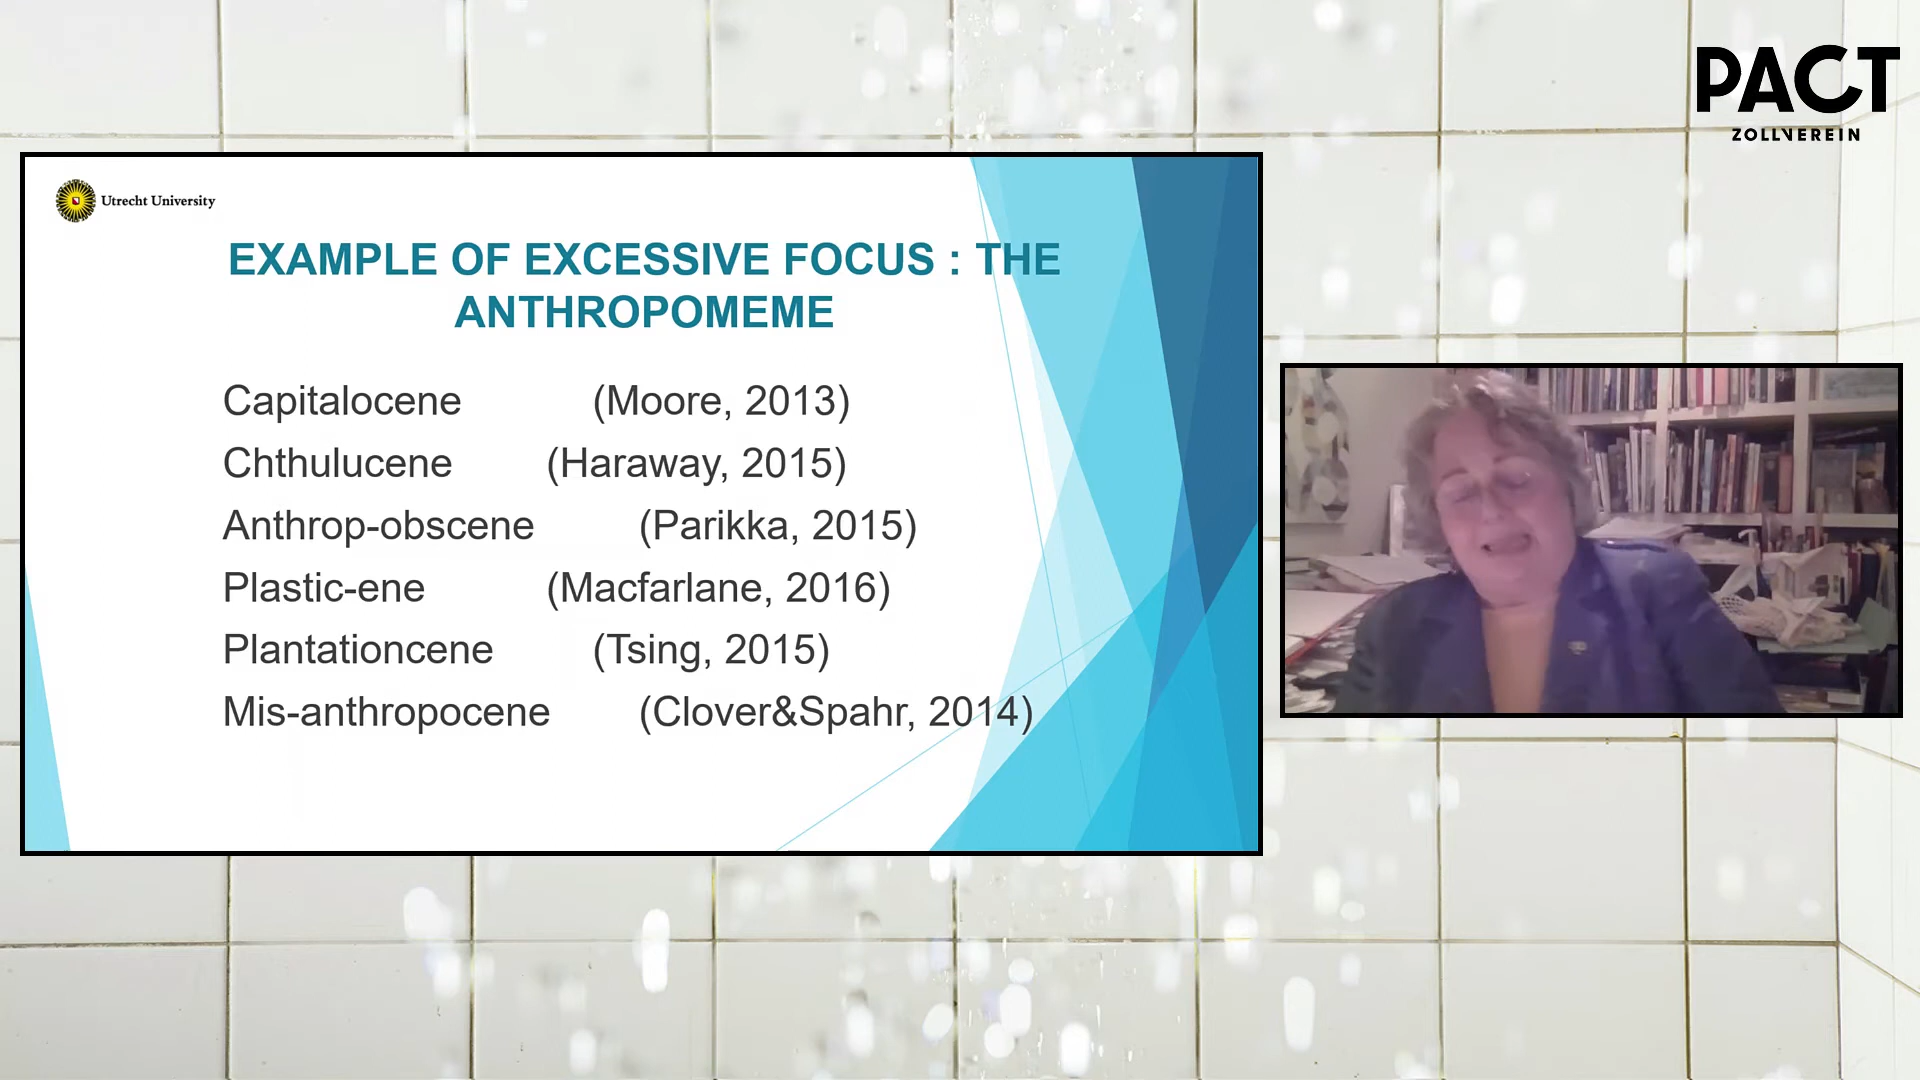 PACT
ZOLLVEREIN
Utrecht University
EXAMPLE OF EXCESSIVE FOCUS : THE
ANTHROPOMEME
Capitalocene (Moore, 2013)
Chthulucene (Haraway, 2015)
Anthrop-obscene (Parikka, 2015)
Plastic-ene (Macfarlane, 2016)
Plantationcene (Tsing, 2015)
Mis-anthropocene (Clover&Spahr, 2014)